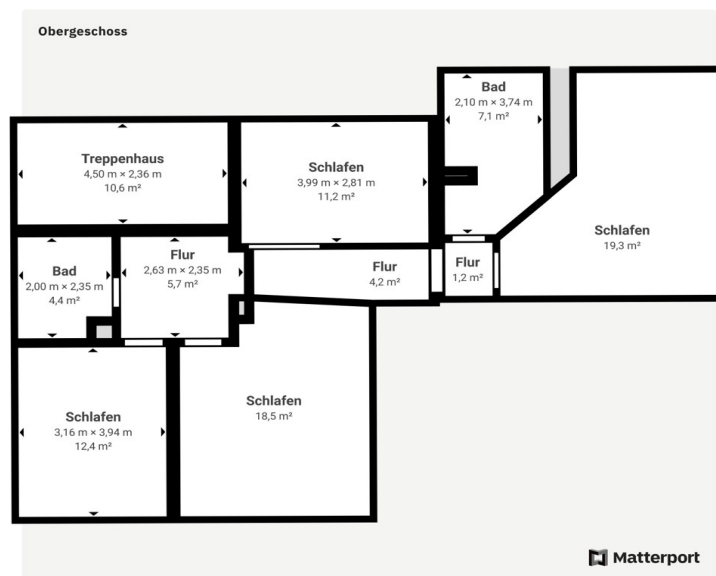 Obergeschoss
Bad
2,10 m × 3,74 m
7,1 m²
Treppenhaus
4,50 m × 2,36 m
10,6 m²
Schlafen
3,99 m × 2,81 m
11,2 m²
Schlafen
19,3 m²
Bad
2,00 m × 2,35 m
4,4 m²
Flur
2,63 m × 2,35 m
5,7 m²
Flur
4,2 m²
Flur
1,2 m²
Schlafen
3,16 m × 3,94 m
12,4 m²
Schlafen
18,5 m²
Matterport